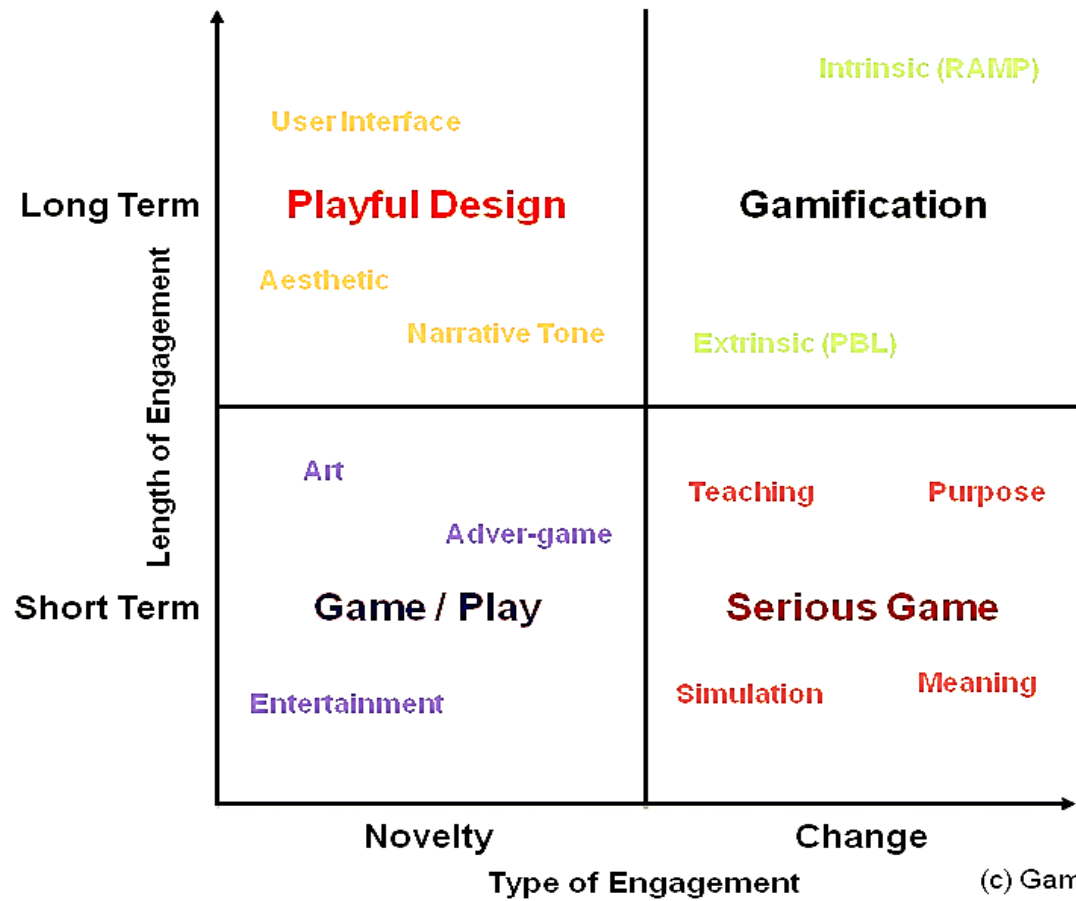 Intrinsic (RAMP)
User Interface
Long Term
Playful Design
Gamification
Aesthetic
Narrative Tone
Extrinsic (PBL)
Length of Engagement
Art
Teaching
Purpose
Adver-game
Short Term
Game / Play
Serious Game
Simulation
Meaning
Entertainment
Novelty
Change
Type of Engagement
(c) Gam